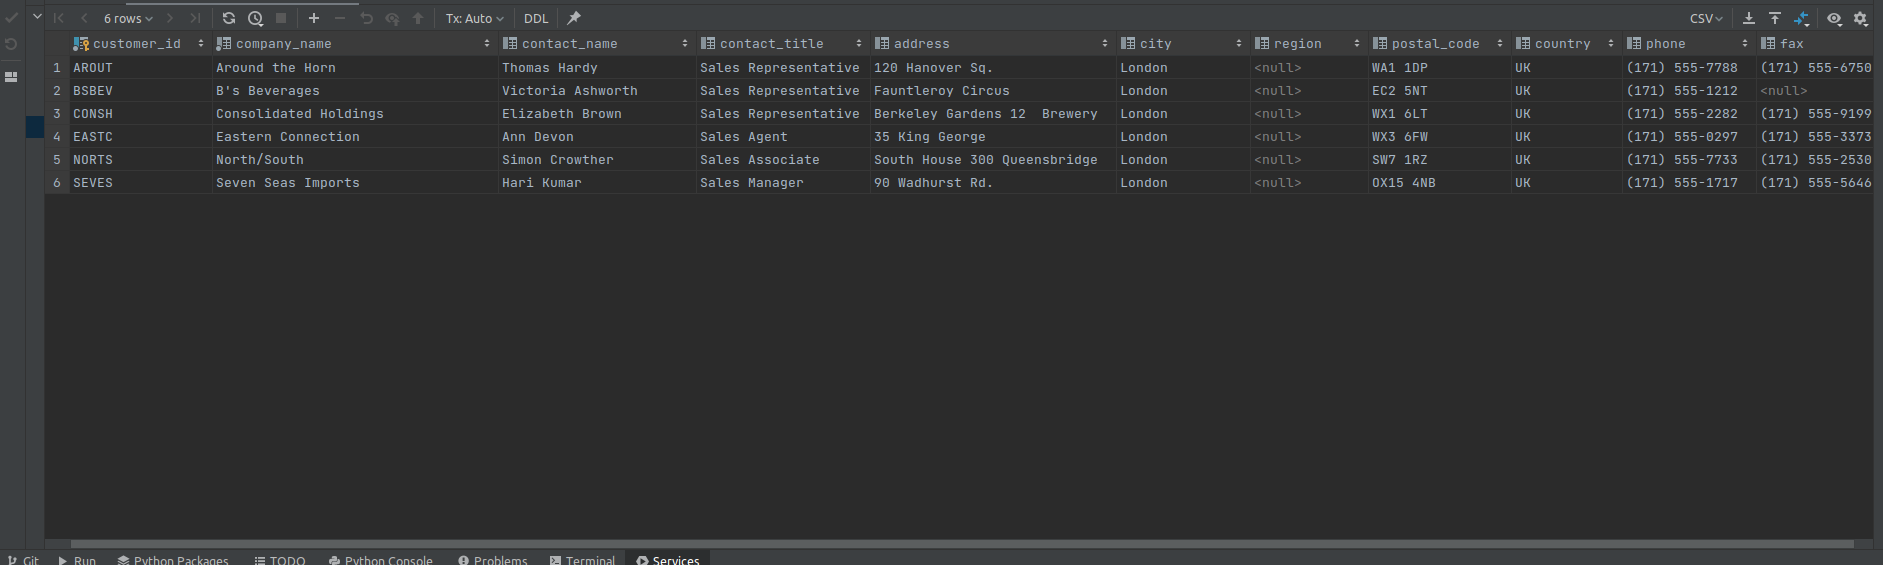 6 rows Tx: Auto DDL CSV
customer_id company_name contact_name contact_title address city region postal_code country phone fax
1 AROUT Around the Horn Thomas Hardy Sales Representative 120 Hanover Sq. London <null> WA1 1DP UK (171) 555-7788 (171) 555-6750
2 BSBEV B's Beverages Victoria Ashworth Sales Representative Fauntleroy Circus London <null> EC2 5NT UK (171) 555-1212 <null>
3 CONSH Consolidated Holdings Elizabeth Brown Sales Representative Berkeley Gardens 12  Brewery London <null> WX1 6LT UK (171) 555-2282 (171) 555-9199
4 EASTC Eastern Connection Ann Devon Sales Agent 35 King George London <null> WX3 6FW UK (171) 555-0297 (171) 555-3373
5 NORTS North/South Simon Crowther Sales Associate South House 300 Queensbridge London <null> SW7 1RZ UK (171) 555-7733 (171) 555-2530
6 SEVES Seven Seas Imports Hari Kumar Sales Manager 90 Wadhurst Rd. London <null> OX15 4NB UK (171) 555-1717 (171) 555-5646
Git Run Python Packages TODO Python Console Problems Terminal Services